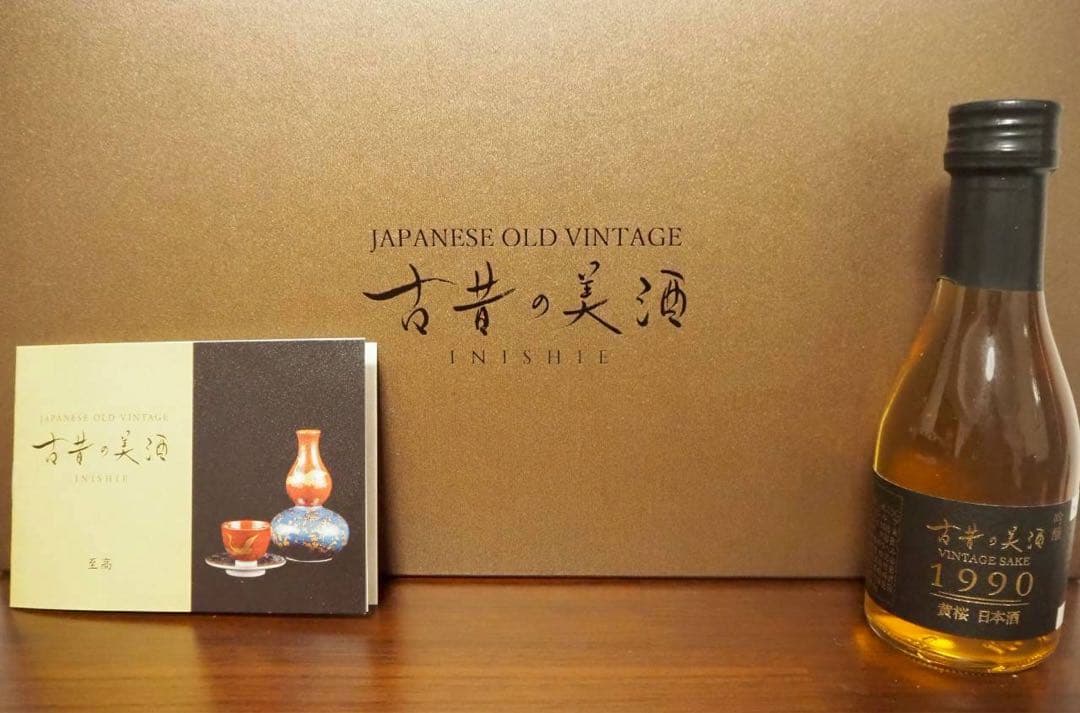 JAPANESE OLD VINTAGE
古昔の美酒
INISHIE
JAPANESE OLD VINTAGE
古昔の美酒
INISHIE
至高
古昔の美酒
吟醸
VINTAGE SAKE
1990
黄桜 日本酒